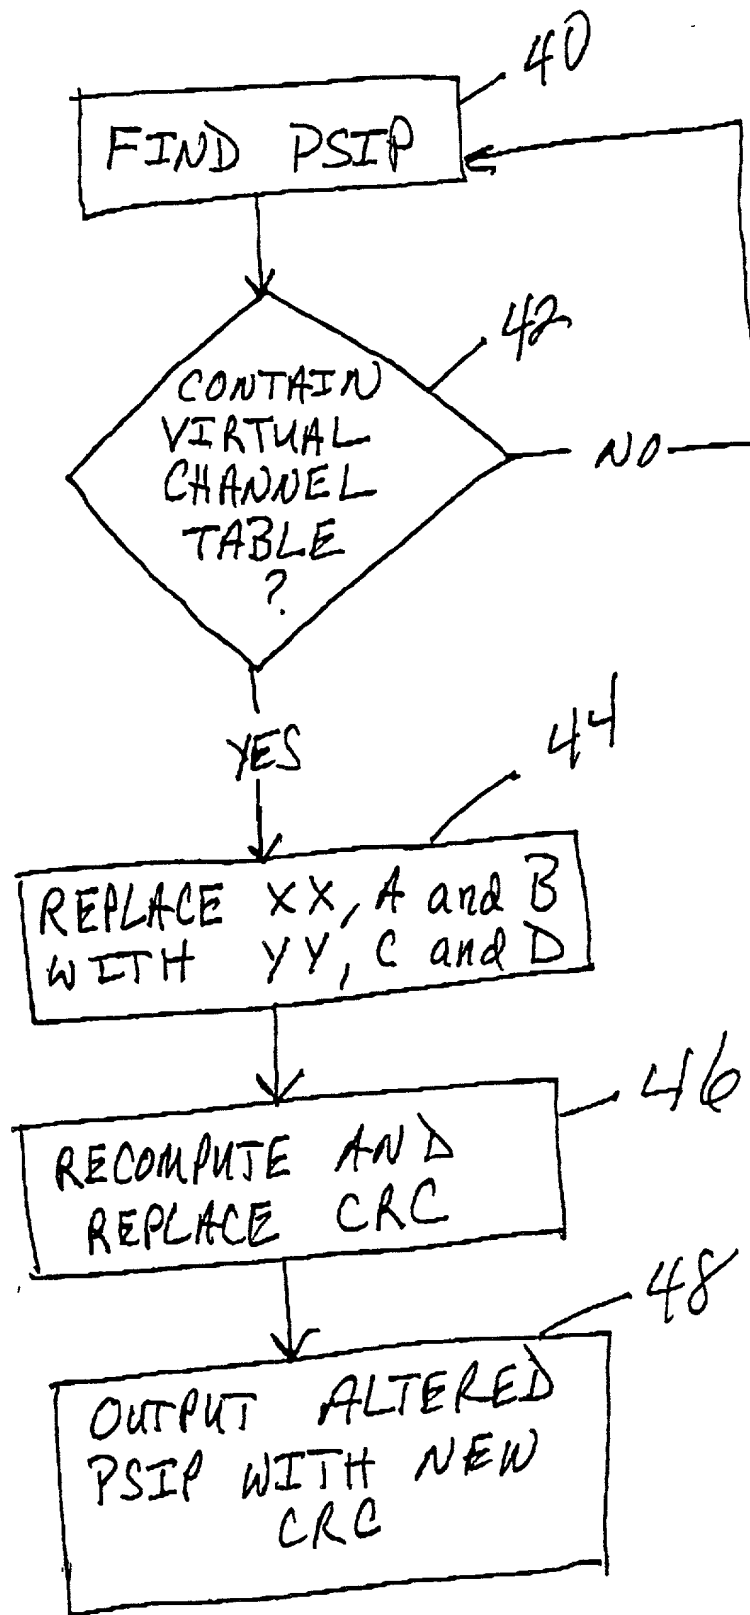 40
FIND PSIP
42
CONTAIN
VIRTUAL
CHANNEL
TABLE
?
NO
YES
44
REPLACE XX, A and B
WITH YY, C and D
46
RECOMPUTE AND
REPLACE CRC
48
OUTPUT ALTERED
PSIP WITH NEW
CRC